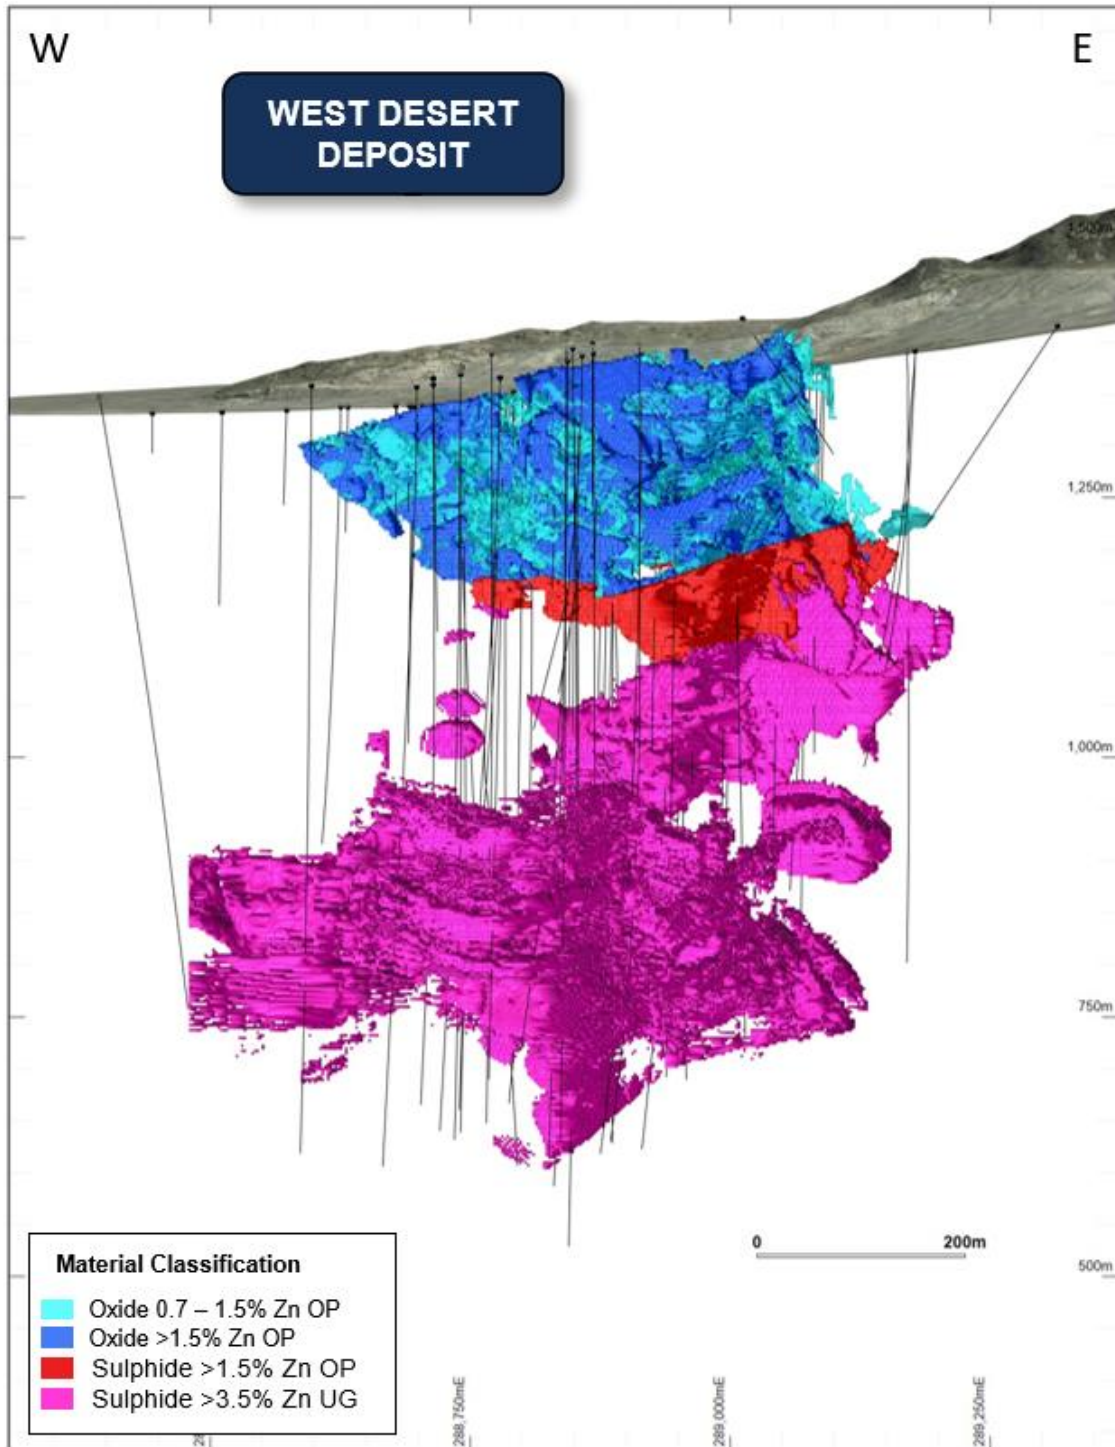 W
E
WEST DESERT
DEPOSIT
1,500m
1,250m
1,000m
750m
0 200m
500m
Material Classification
Oxide 0.7 – 1.5% Zn OP
Oxide >1.5% Zn OP
Sulphide >1.5% Zn OP
Sulphide >3.5% Zn UG
288,750mE
289,000mE
289,250mE